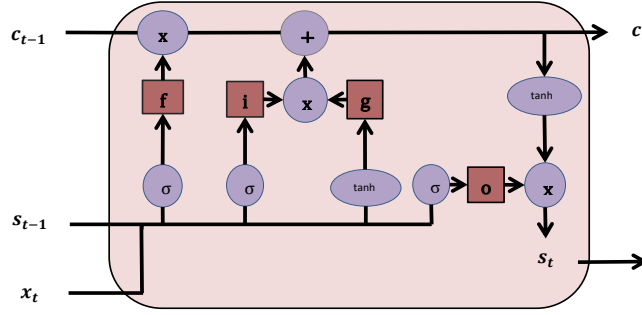 c_{t-1} x + c
f i x g tanh
σ σ tanh σ o x
s_{t-1}
s_t
x_t